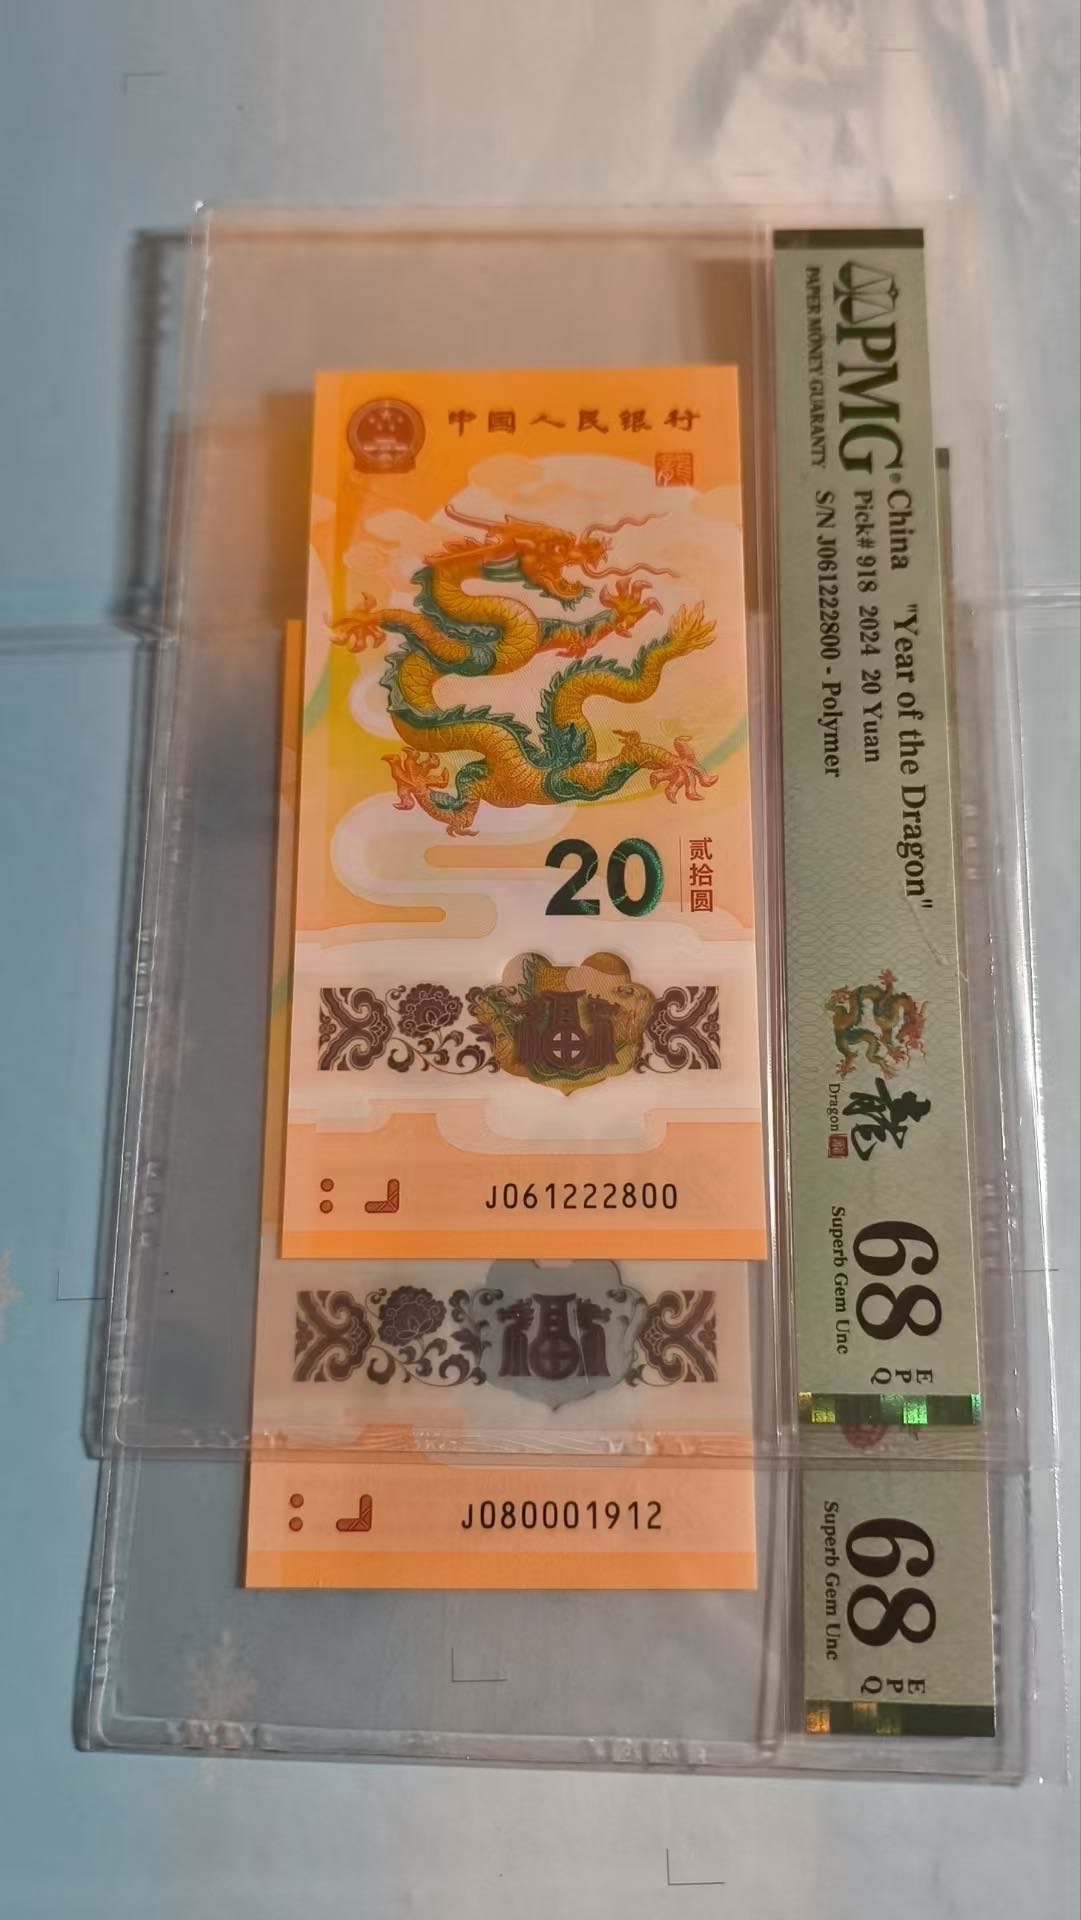 中国人民银行
龍
20
贰拾圆
J061222800
J080001912
PMG
PAPER MONEY GUARANTY
China "Year of the Dragon"
Pick# 918 2024 20 Yuan
S/N J061222800 - Polymer
龍
Dragon
68 EPQ
Superb Gem Unc
68 EPQ
Superb Gem Unc